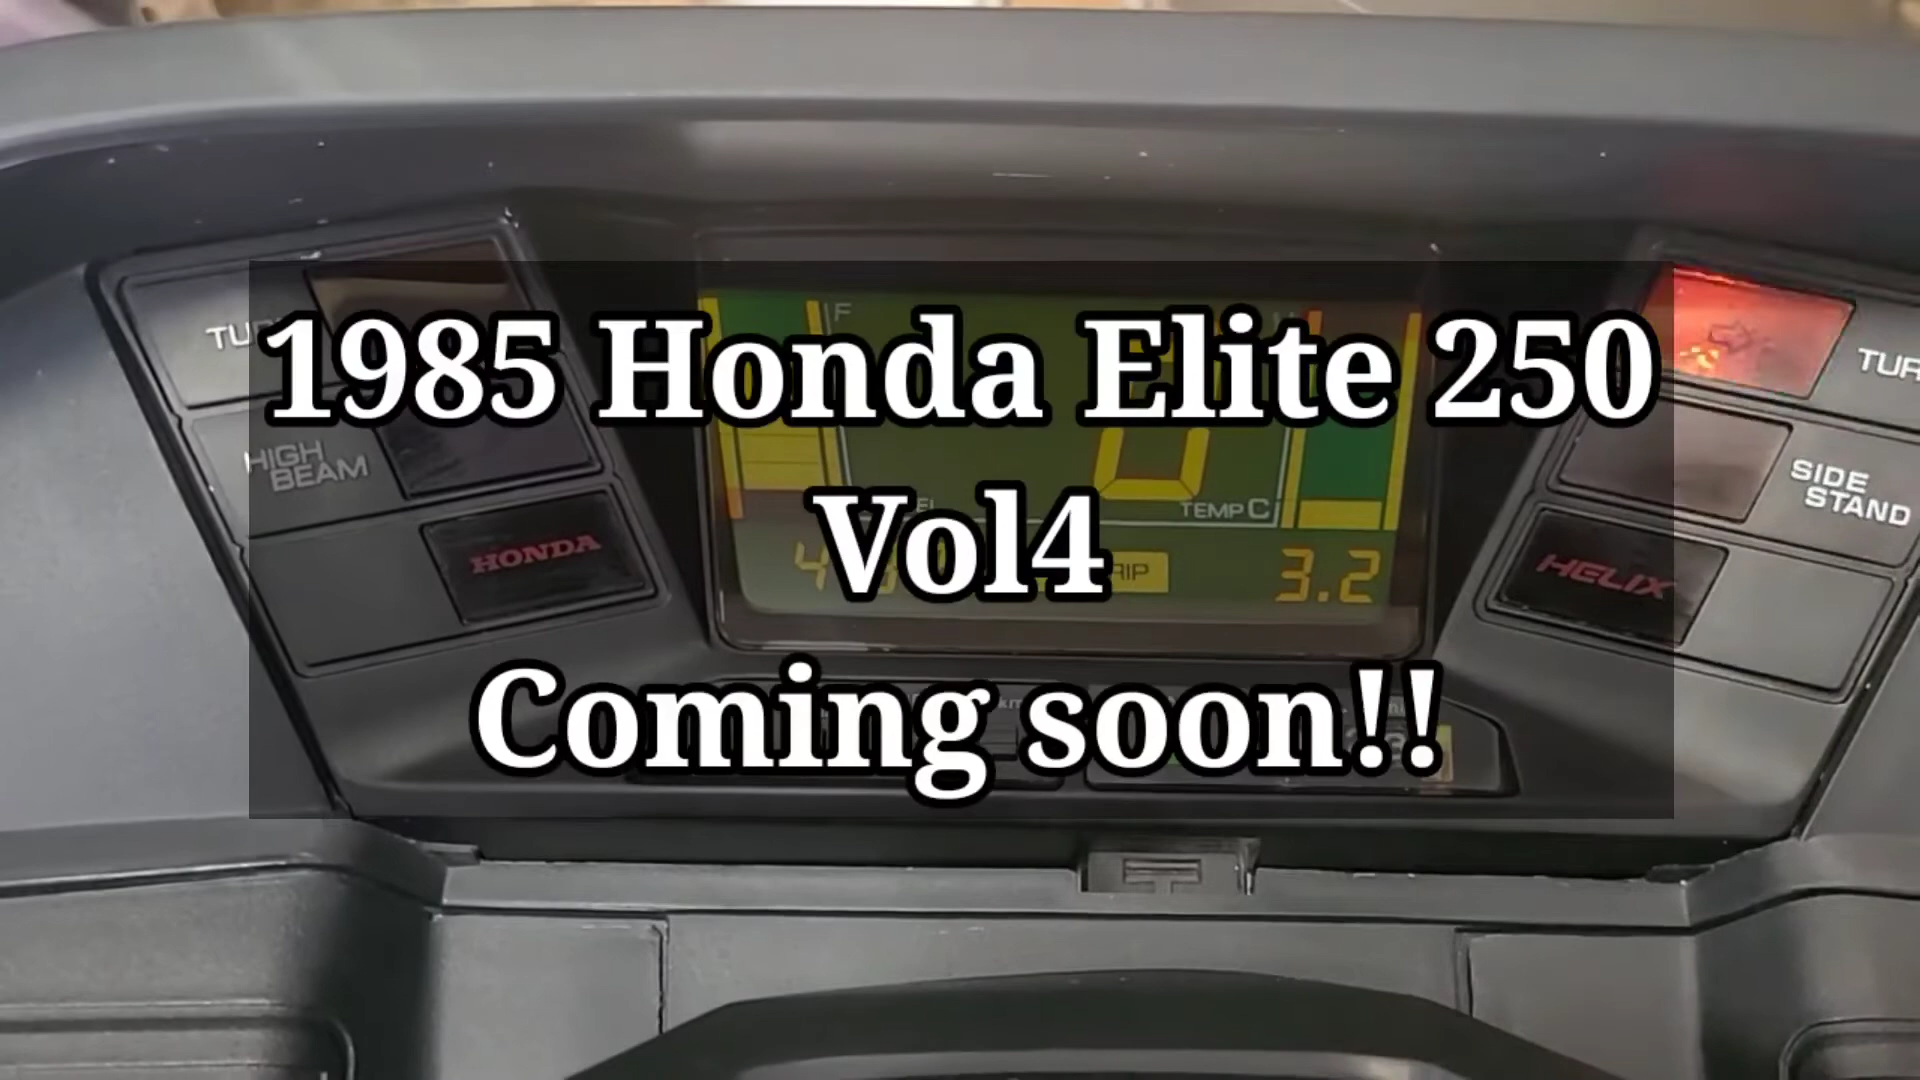 1985 Honda Elite 250
Vol4
Coming soon!!
HIGH
BEAM
HONDA
F
TEMP C
3.2
SIDE
STAND
HELIX